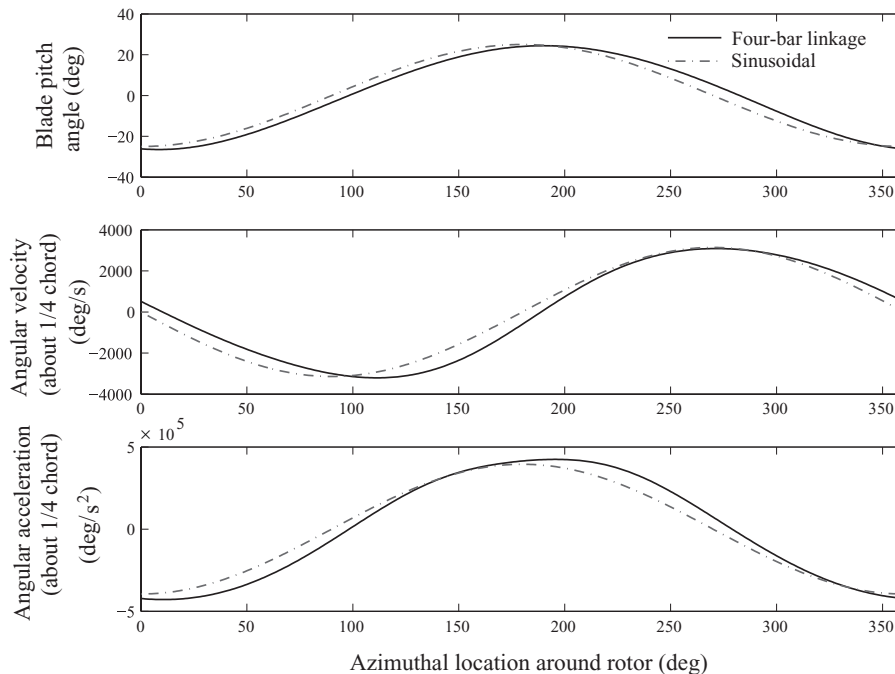 40
20
0
−20
−40
Blade pitch
angle (deg)
Four-bar linkage
Sinusoidal
0 50 100 150 200 250 300 350
4000
2000
0
−2000
−4000
Angular velocity
(about 1/4 chord)
(deg/s)
0 50 100 150 200 250 300 350
× 10⁵
5
0
−5
Angular acceleration
(about 1/4 chord)
(deg/s²)
0 50 100 150 200 250 300 350
Azimuthal location around rotor (deg)